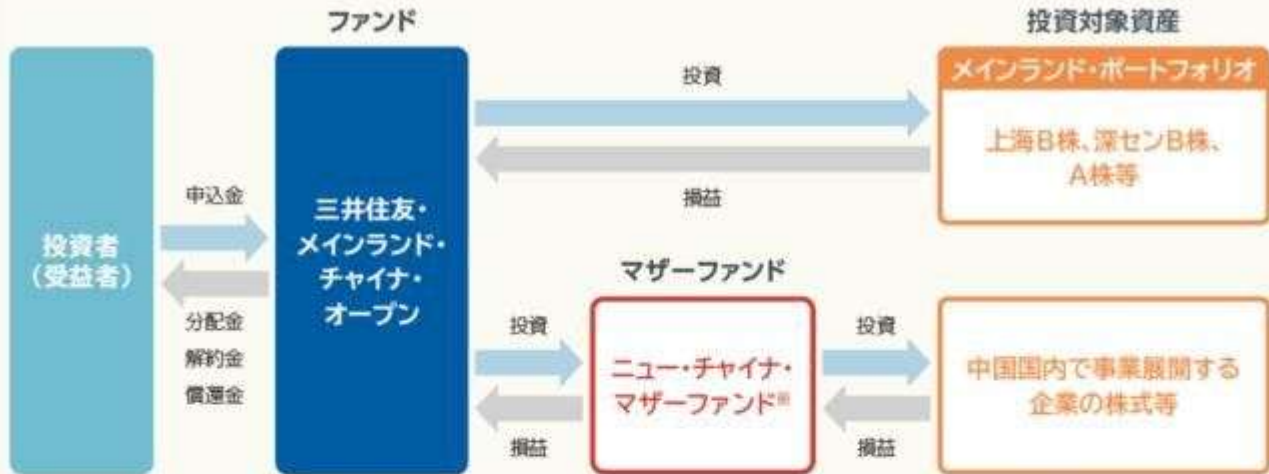 ファンド
投資対象資産
投資者
(受益者)
申込金
分配金
解約金
償還金
三井住友・
メインランド・
チャイナ・
オープン
投資
損益
メインランド・ポートフォリオ
上海B株、深センB株、
A株等
マザーファンド
投資
損益
ニュー・チャイナ・
マザーファンド※
投資
損益
中国国内で事業展開する
企業の株式等